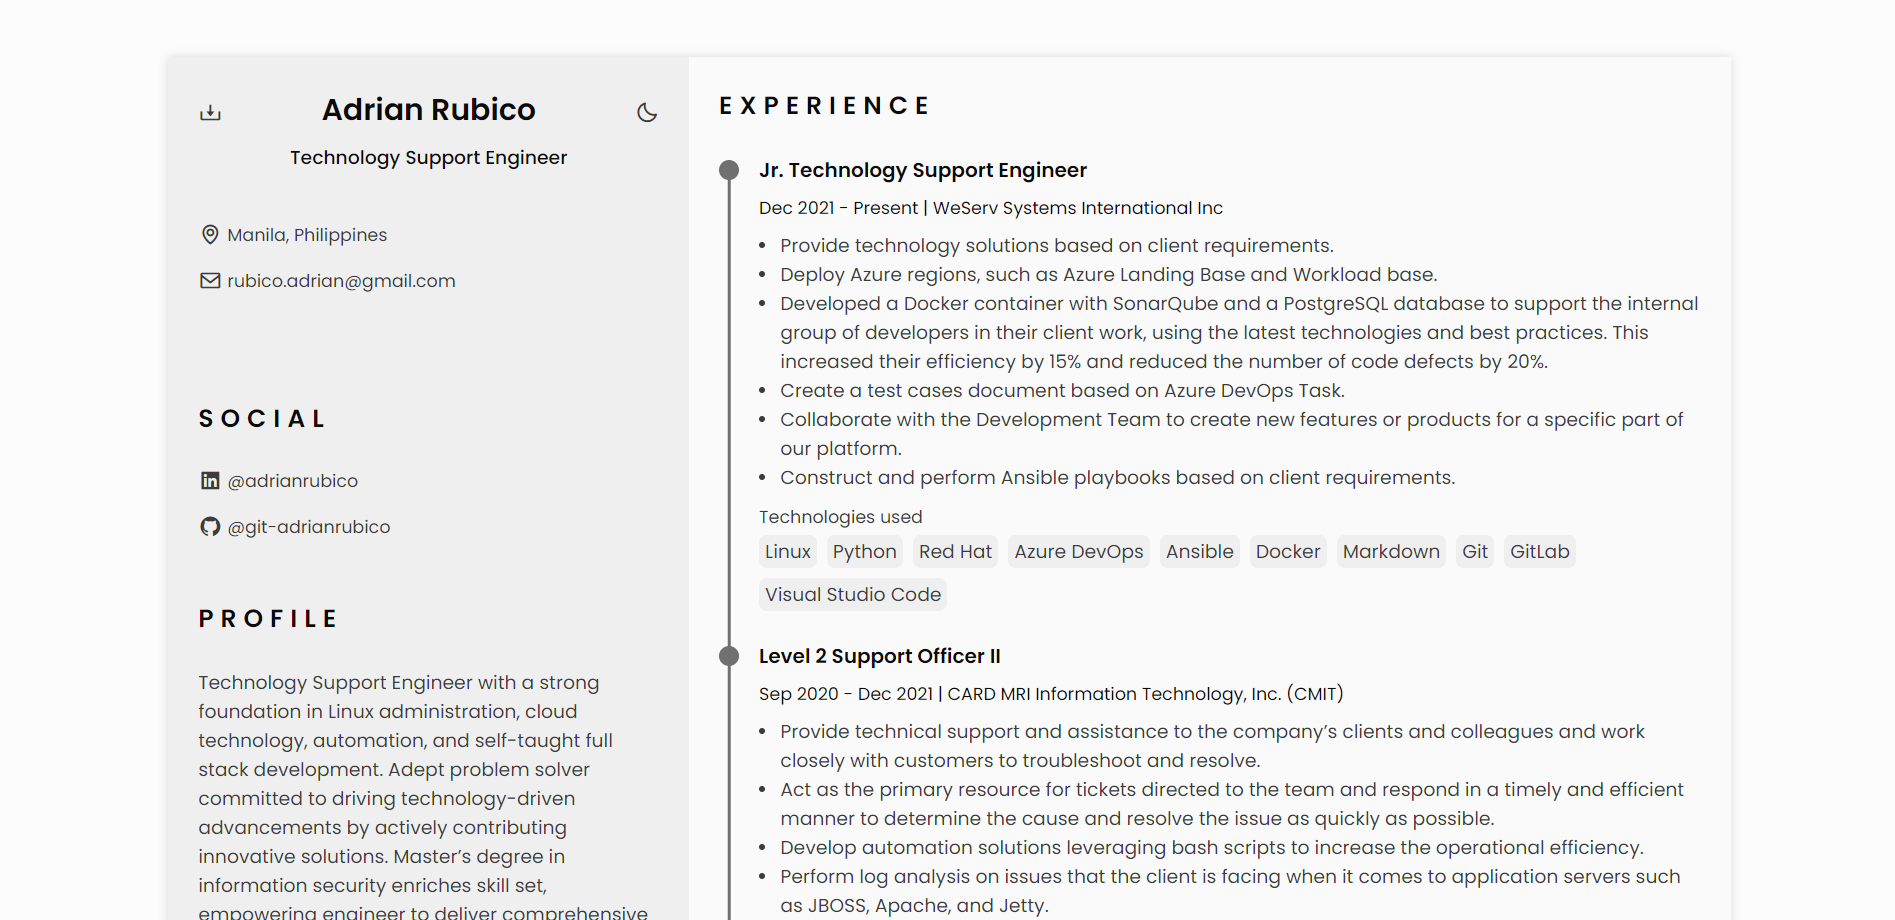 Adrian Rubico
Technology Support Engineer
Manila, Philippines
rubico.adrian@gmail.com
SOCIAL
@adrianrubico
@git-adrianrubico
PROFILE
Technology Support Engineer with a strong
foundation in Linux administration, cloud
technology, automation, and self-taught full
stack development. Adept problem solver
committed to driving technology-driven
advancements by actively contributing
innovative solutions. Master’s degree in
information security enriches skill set,
empowering engineer to deliver comprehensive
EXPERIENCE
Jr. Technology Support Engineer
Dec 2021 - Present | WeServ Systems International Inc
• Provide technology solutions based on client requirements.
• Deploy Azure regions, such as Azure Landing Base and Workload base.
• Developed a Docker container with SonarQube and a PostgreSQL database to support the internal
group of developers in their client work, using the latest technologies and best practices. This
increased their efficiency by 15% and reduced the number of code defects by 20%.
• Create a test cases document based on Azure DevOps Task.
• Collaborate with the Development Team to create new features or products for a specific part of
our platform.
• Construct and perform Ansible playbooks based on client requirements.
Technologies used
Linux Python Red Hat Azure DevOps Ansible Docker Markdown Git GitLab
Visual Studio Code
Level 2 Support Officer II
Sep 2020 - Dec 2021 | CARD MRI Information Technology, Inc. (CMIT)
• Provide technical support and assistance to the company’s clients and colleagues and work
closely with customers to troubleshoot and resolve.
• Act as the primary resource for tickets directed to the team and respond in a timely and efficient
manner to determine the cause and resolve the issue as quickly as possible.
• Develop automation solutions leveraging bash scripts to increase the operational efficiency.
• Perform log analysis on issues that the client is facing when it comes to application servers such
as JBOSS, Apache, and Jetty.